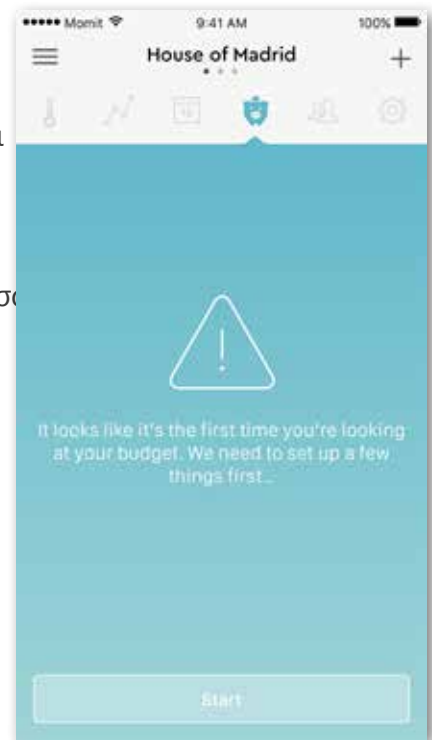 Momit 9:41 AM 100%
House of Madrid
It looks like it's the first time you're looking
at your budget. We need to set up a few
things first...
Start